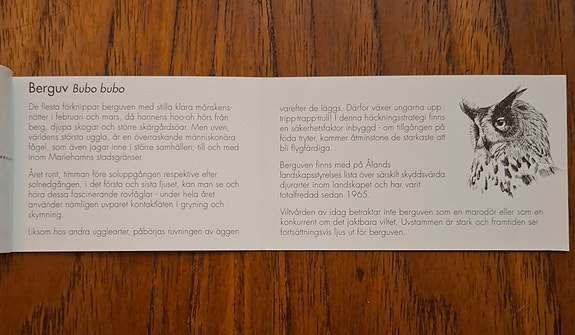 Berguv Bubo bubo
De flesta förknippar berguven med stilla klara månskens-
nätter i februari och mars, då hannens hoo-oh hörs från
berg, djupa skogar och större skärgårdsöar. Men uven,
världens största uggla, är en överraskande människonära
fågel, som även jagar inne i större samhällen; till och med
inom Mariehamns stadsgränser.
Året runt, timman före soluppgången respektive efter
solnedgången, i det första och sista ljuset, kan man se och
höra dessa fascinerande rovfåglar - under hela året
använder nämligen uvparet kontaktläten i gryning och
skymning.
Liksom hos andra ugglearter, påbörjas ruvningen av äggen
varefter de läggs. Därför växer ungarna upp
tripp-trapp-trull! I denna häckningsstrategi finns
en säkerhetsfaktor inbyggd - om tillgången på
föda tryter, kommer åtminstone de starkaste att
bli flygfärdiga.
Berguven finns med på Ålands
landskapsstyrelses lista över särskilt skyddsvärda
djurarter inom landskapet och har varit
totalfredad sedan 1965.
Viltvården av idag betraktar inte berguven som en marodör eller som en
konkurrent om det jaktbara viltet. Uvstammen är stark och framtiden ser
fortsättningsvis ljus ut för berguven.